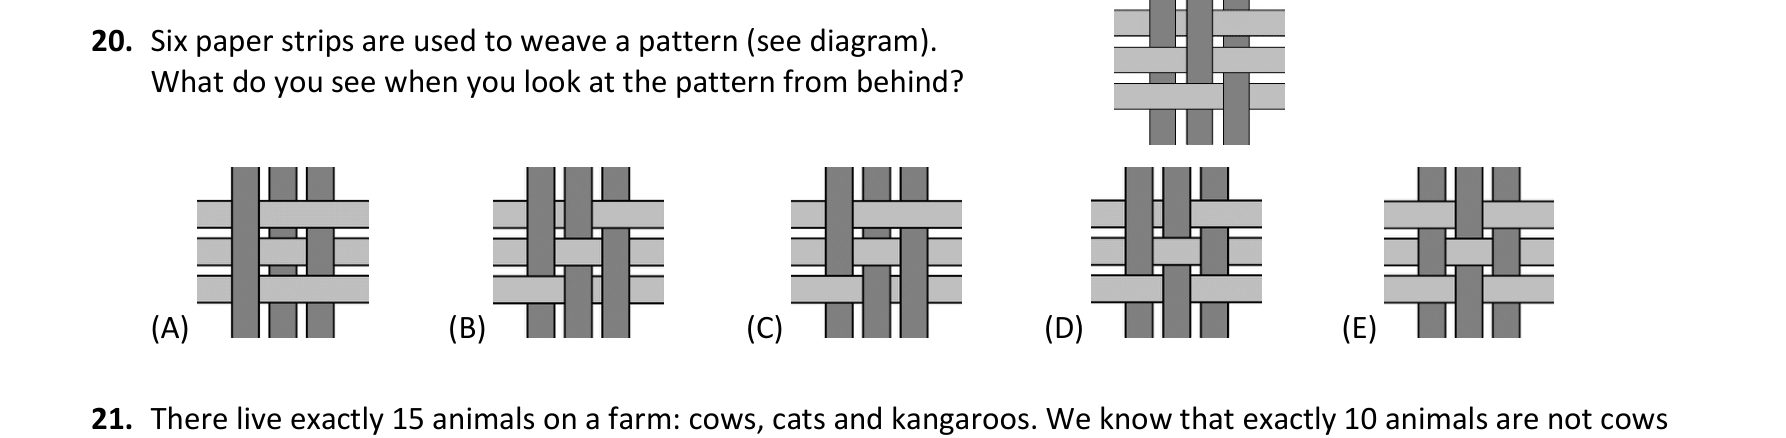 20. Six paper strips are used to weave a pattern (see diagram).
What do you see when you look at the pattern from behind?
(A) (B) (C) (D) (E)
21. There live exactly 15 animals on a farm: cows, cats and kangaroos. We know that exactly 10 animals are not cows